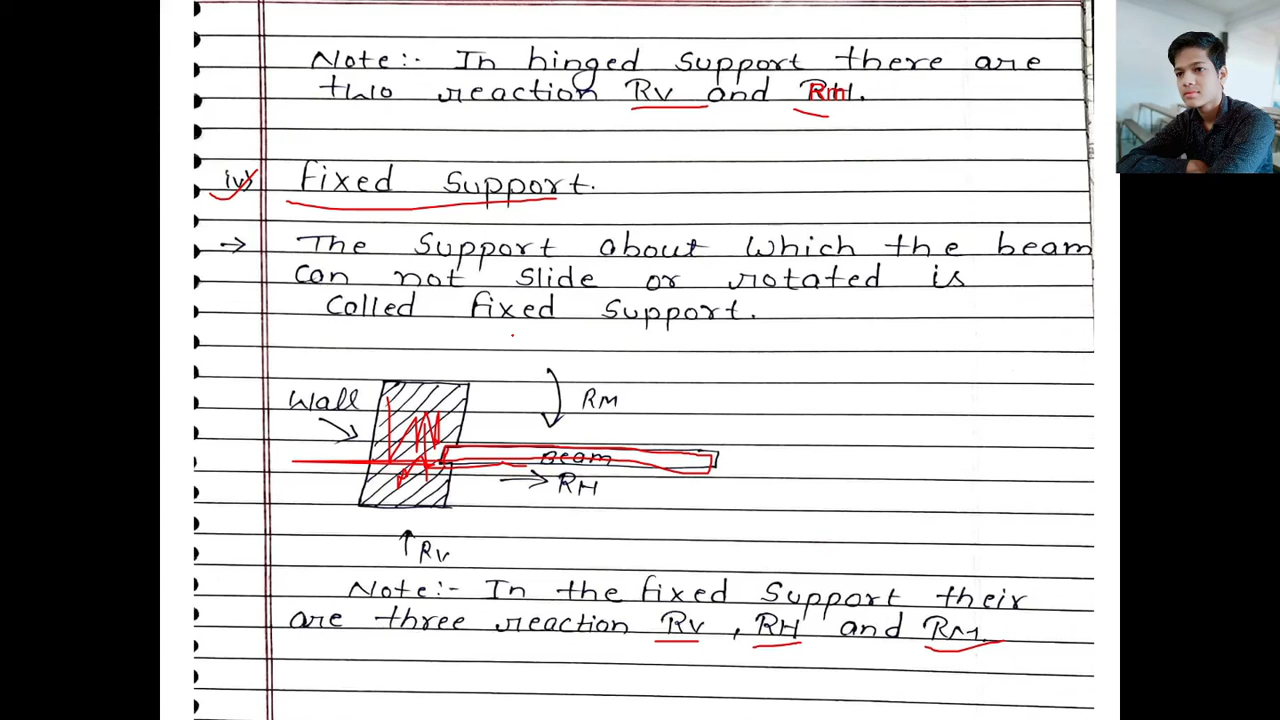 Note:- In hinged support there are
two reaction Rv and
(iv) Fixed Support.
→ The Support about which the beam
can not slide or rotated is
Called fixed Support.
Wall
RM
Beam
RH
Rv
Note:- In the fixed Support their
are three reaction Rv, RH and RM.